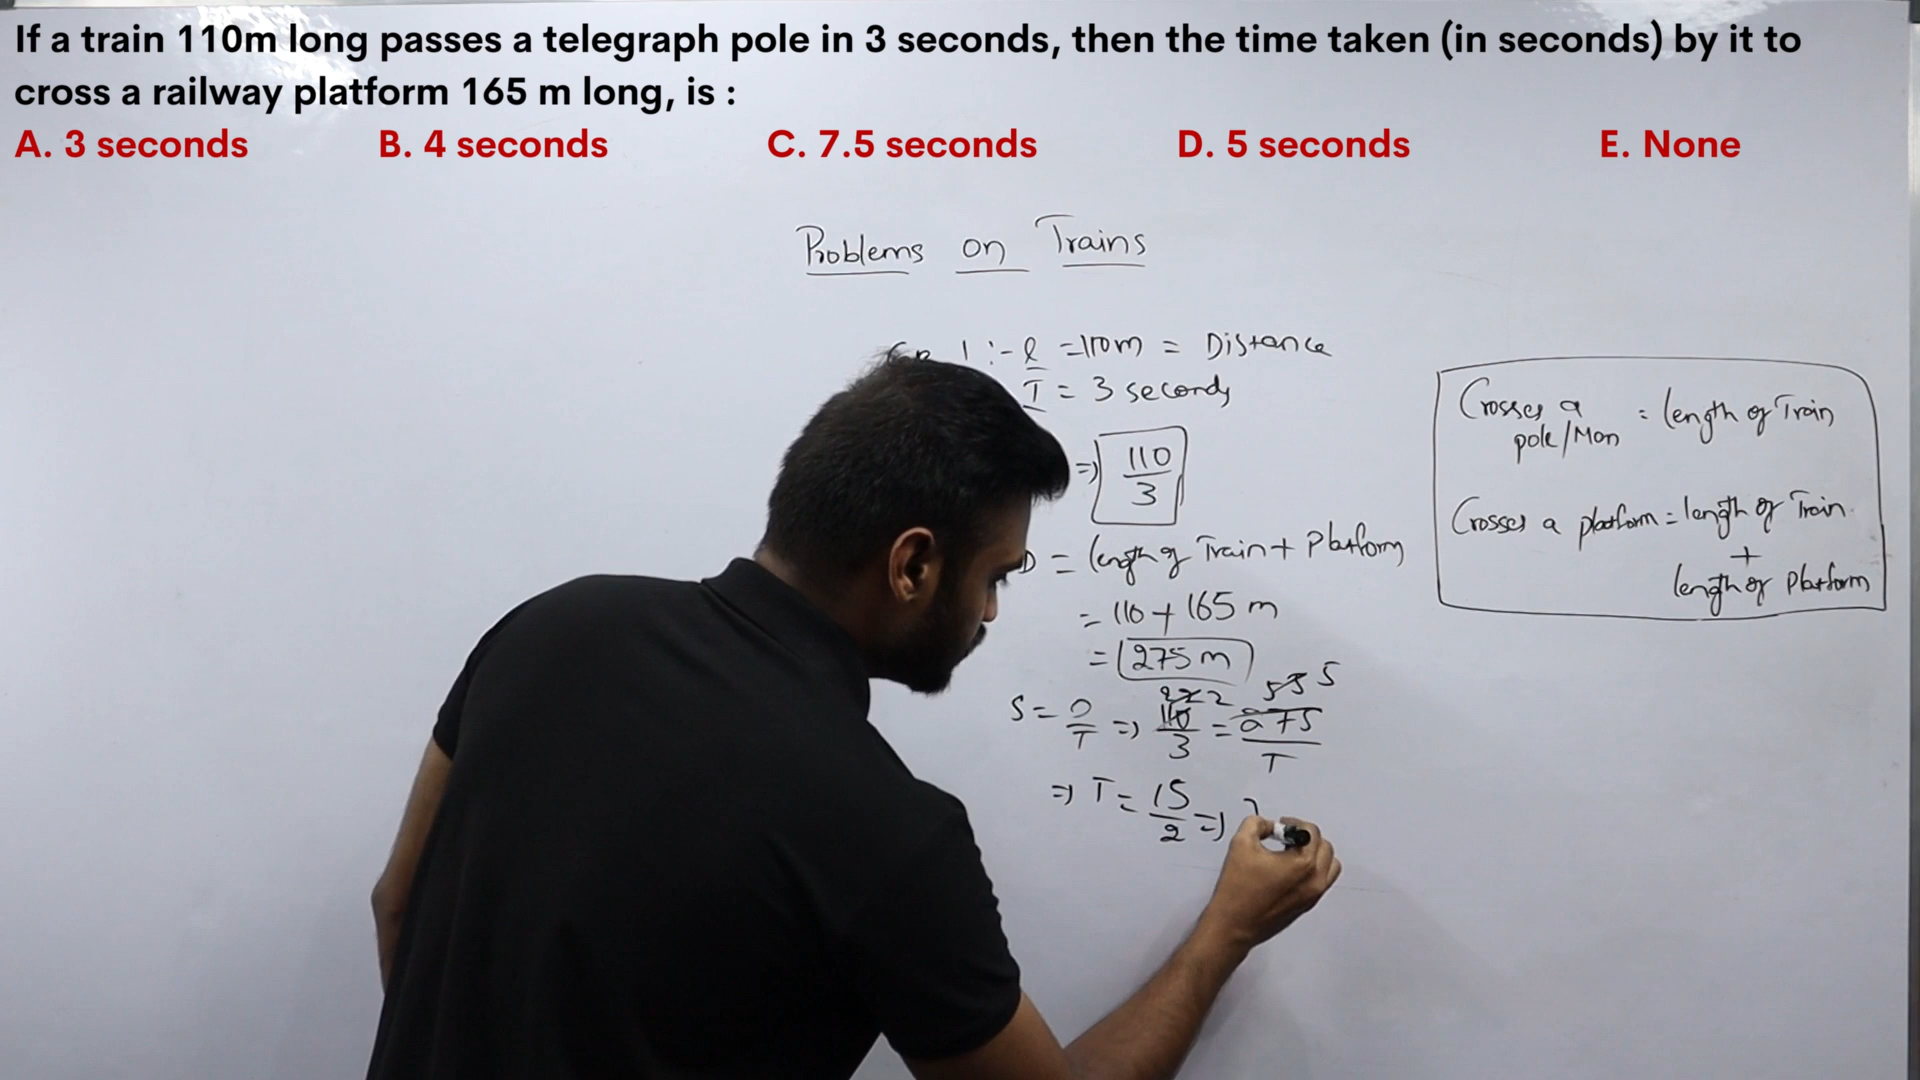 If a train 110m long passes a telegraph pole in 3 seconds, then the time taken (in seconds) by it to
cross a railway platform 165 m long, is :
A. 3 seconds B. 4 seconds C. 7.5 seconds D. 5 seconds E. None
Problems on Trains
1 :- l = 110m = Distance
T = 3 seconds
=> 110/3
D = length of Train + Platform
= 110 + 165 m
= 275 m
S = D/T => 110/3 = 275/T
=> T = 15/2 =>
Crosses a
pole/Man = length of Train
Crosses a platform = length of Train
+
length of Platform